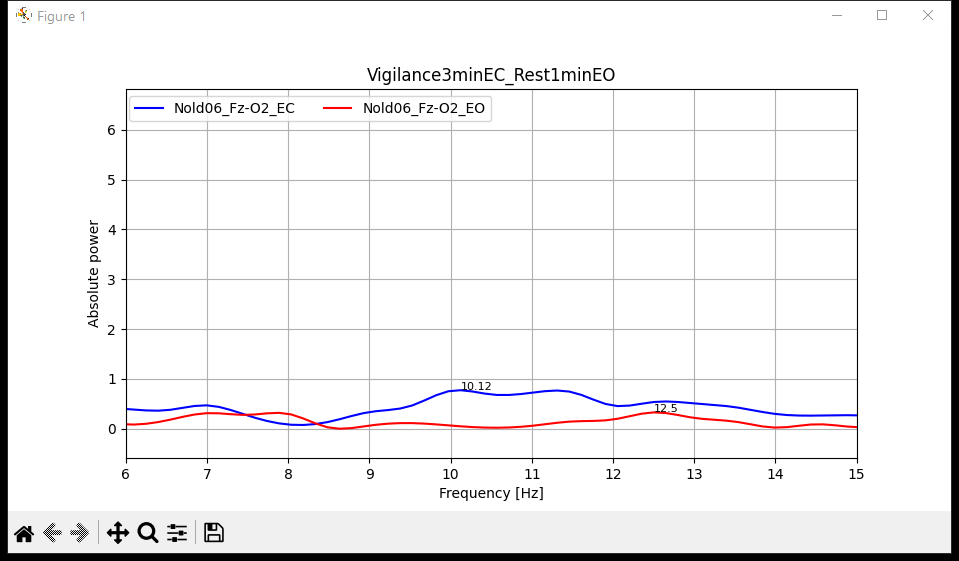 Figure 1
Vigilance3minEC_Rest1minEO
Nold06_Fz-O2_EC Nold06_Fz-O2_EO
6
5
4
3
2
1
0
Absolute power
10.12
12.5
6 7 8 9 10 11 12 13 14 15
Frequency [Hz]